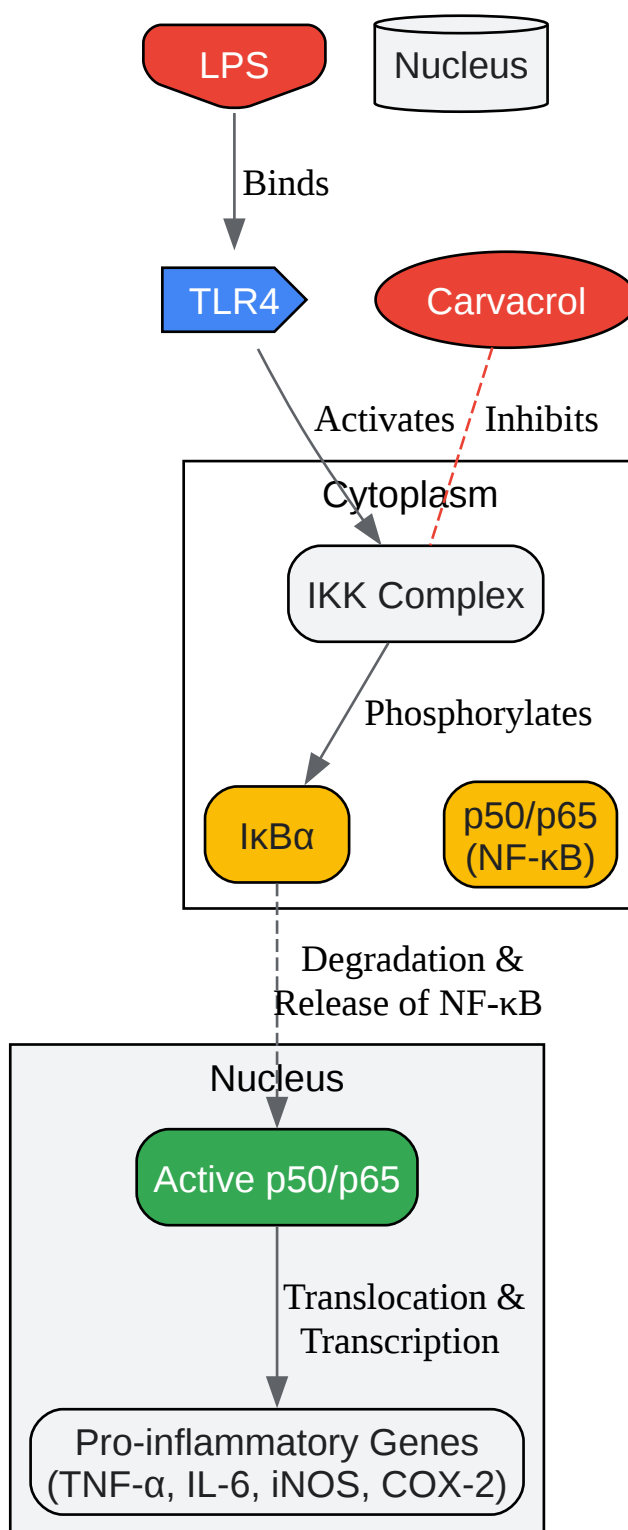 LPS
Nucleus
Binds
TLR4
Carvacrol
Activates
Inhibits
Cytoplasm
IKK Complex
Phosphorylates
IκBα
p50/p65
(NF-κB)
Degradation &
Release of NF-κB
Nucleus
Active p50/p65
Translocation &
Transcription
Pro-inflammatory Genes
(TNF-α, IL-6, iNOS, COX-2)